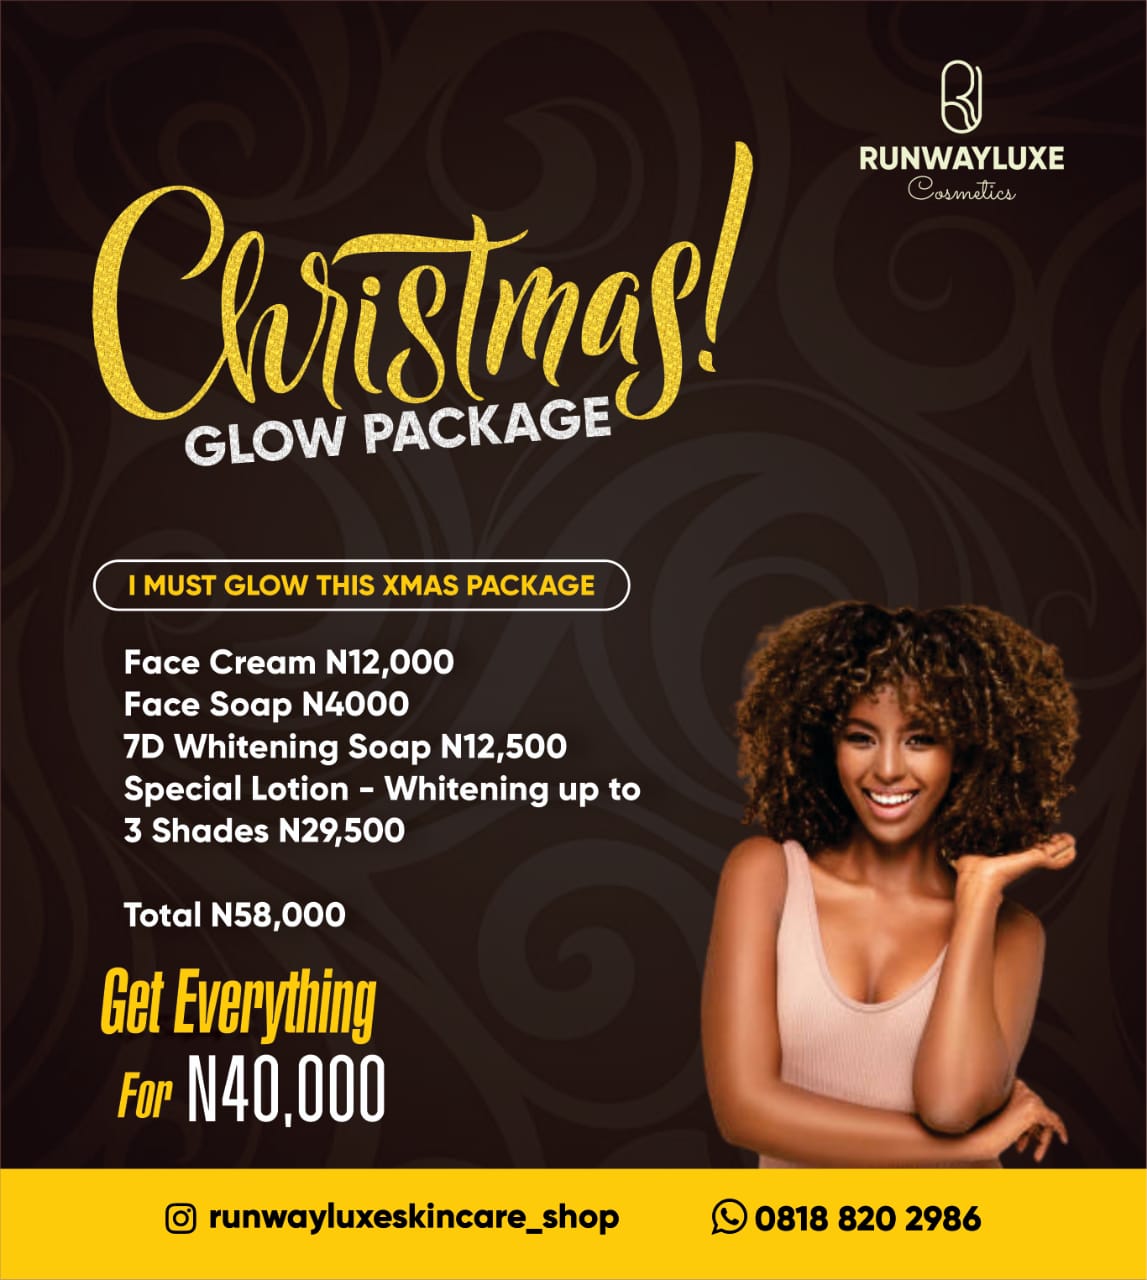 RUNWAYLUXE
Cosmetics
Christmas!
GLOW PACKAGE
I MUST GLOW THIS XMAS PACKAGE
Face Cream N12,000
Face Soap N4000
7D Whitening Soap N12,500
Special Lotion - Whitening up to
3 Shades N29,500
Total N58,000
Get Everything
For N40,000
runwayluxeskincare_shop
0818 820 2986